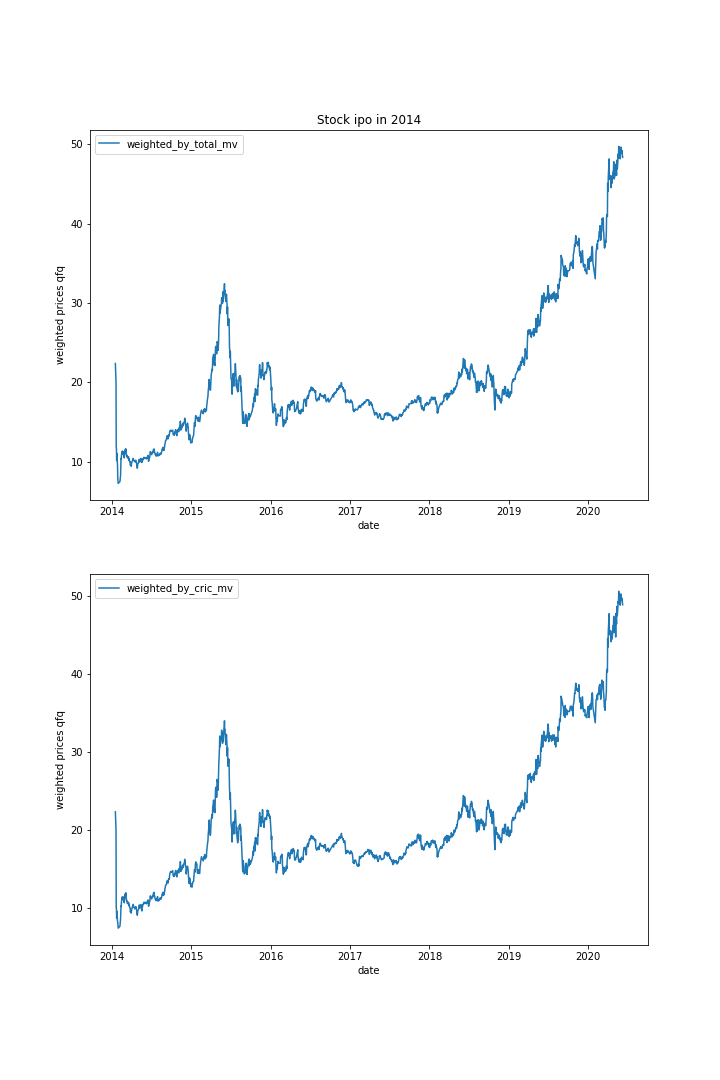 Stock ipo in 2014
weighted_by_total_mv
50
40
30
20
10
weighted prices qfq
2014 2015 2016 2017 2018 2019 2020
date
weighted_by_cric_mv
50
40
30
20
10
weighted prices qfq
2014 2015 2016 2017 2018 2019 2020
date